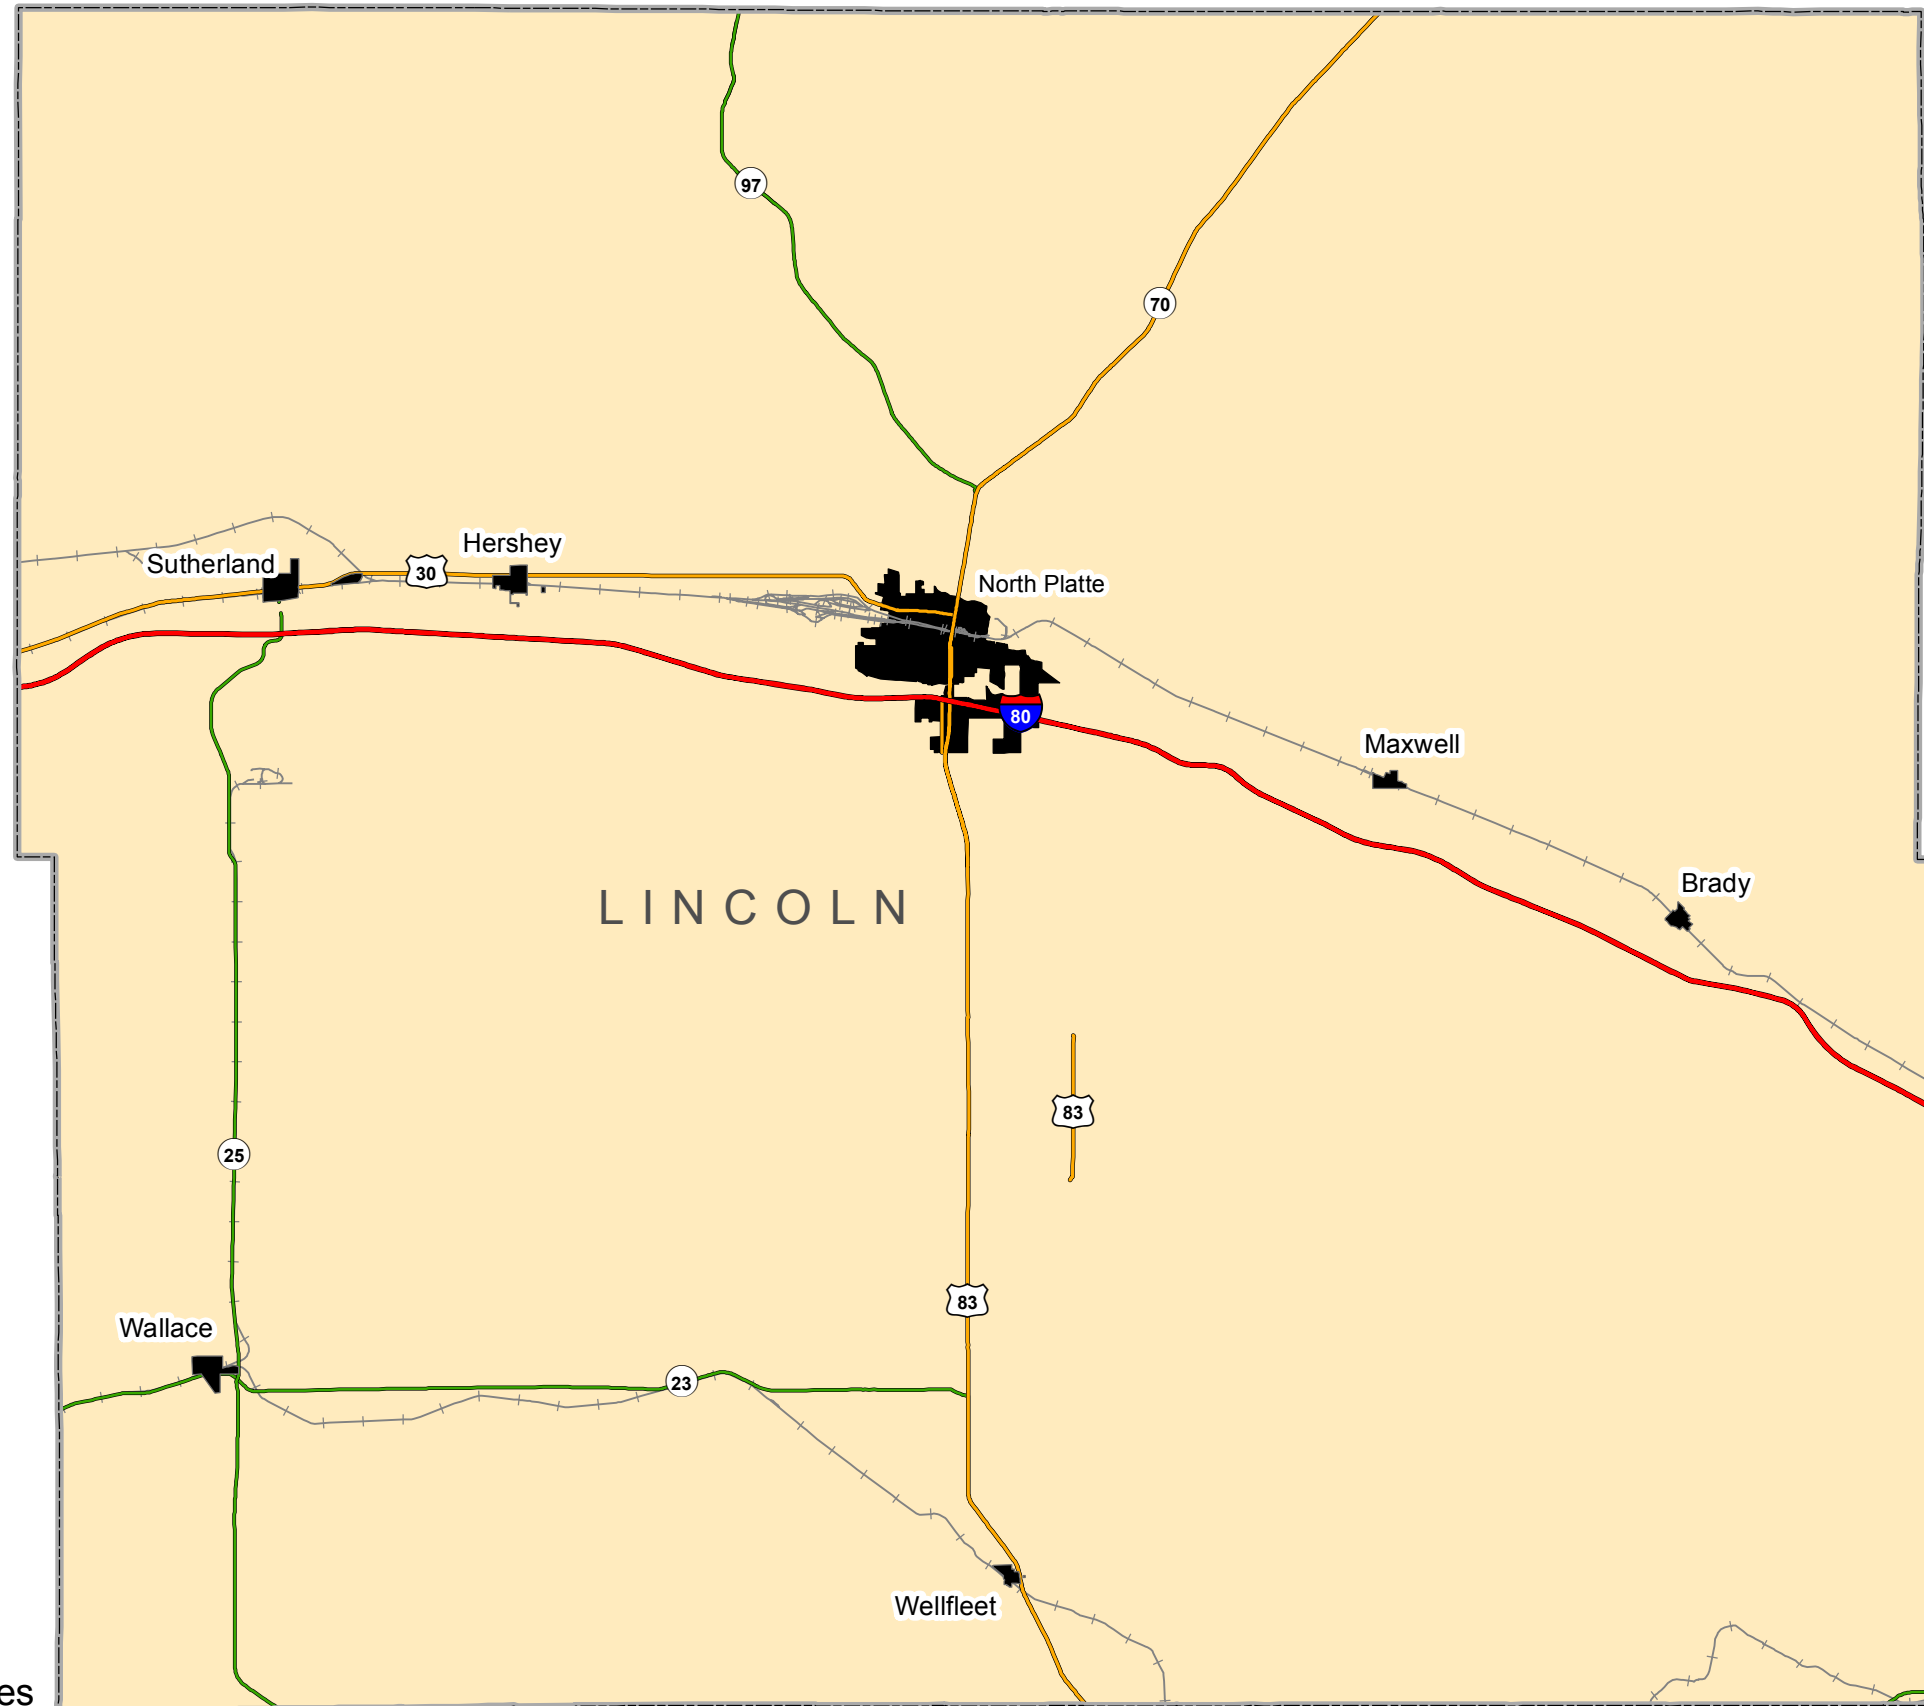 97
70
Hershey
Sutherland
30
North Platte
80
Maxwell
Brady
LINCOLN
83
25
83
Wallace
23
Wellfleet
es